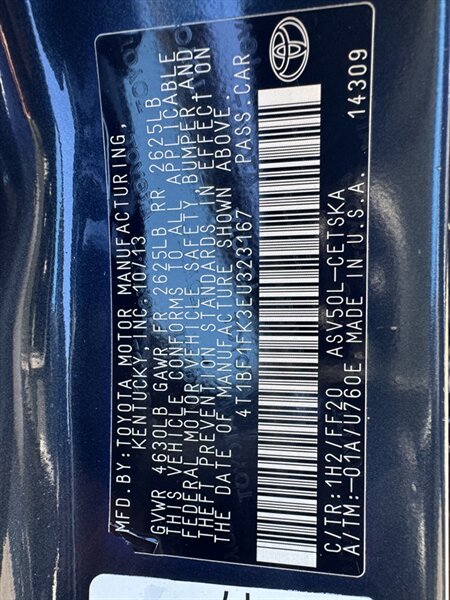 MFD.BY:TOYOTA MOTOR MANUFACTURING,
KENTUCKY, INC. 10/13
GVWR 4630LB GAWR FR 2625LB RR 2625LB
THIS VEHICLE CONFORMS TO ALL APPLICABLE
FEDERAL MOTOR VEHICLE SAFETY BUMPER AND
THEFT PREVENTION STANDARDS IN EFFECT ON
THE DATE OF MANUFACTURE SHOWN ABOVE.
4T1BF1FK3EU323167 PASS.CAR
C/TR:1H2/FF20 ASV50L-CETSKA
A/TM:-01A/U760E MADE IN U.S.A. 14309